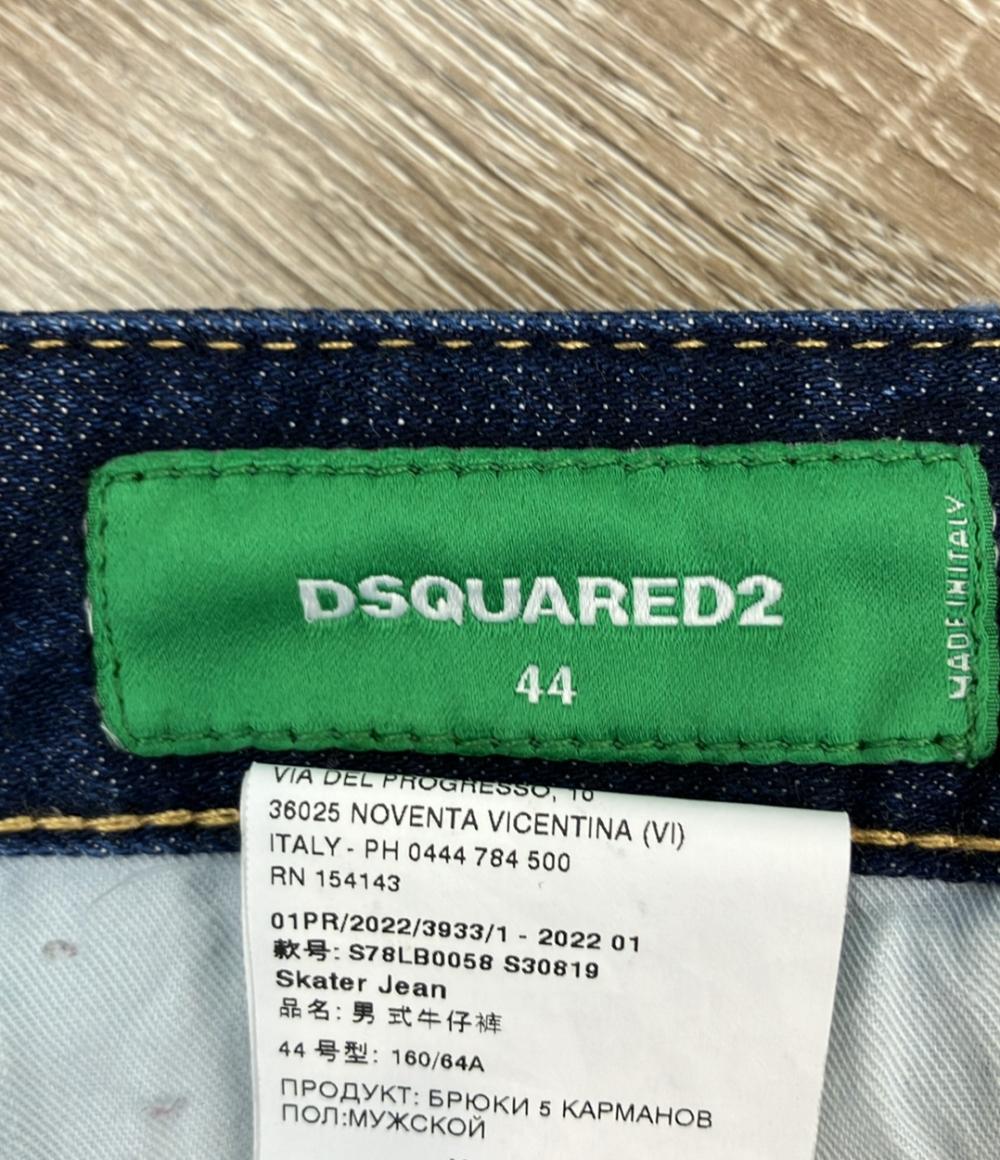 DSQUARED2
44
MADE IN ITALY
VIA DEL PROGRESSO, 10
36025 NOVENTA VICENTINA (VI)
ITALY - PH 0444 784 500
RN 154143
01PR/2022/3933/1 - 2022 01
款号: S78LB0058 S30819
Skater Jean
品名: 男 式牛仔裤
44 号型: 160/64A
ПРОДУКТ: БРЮКИ 5 КАРМАНОВ
ПОЛ:МУЖСКОЙ